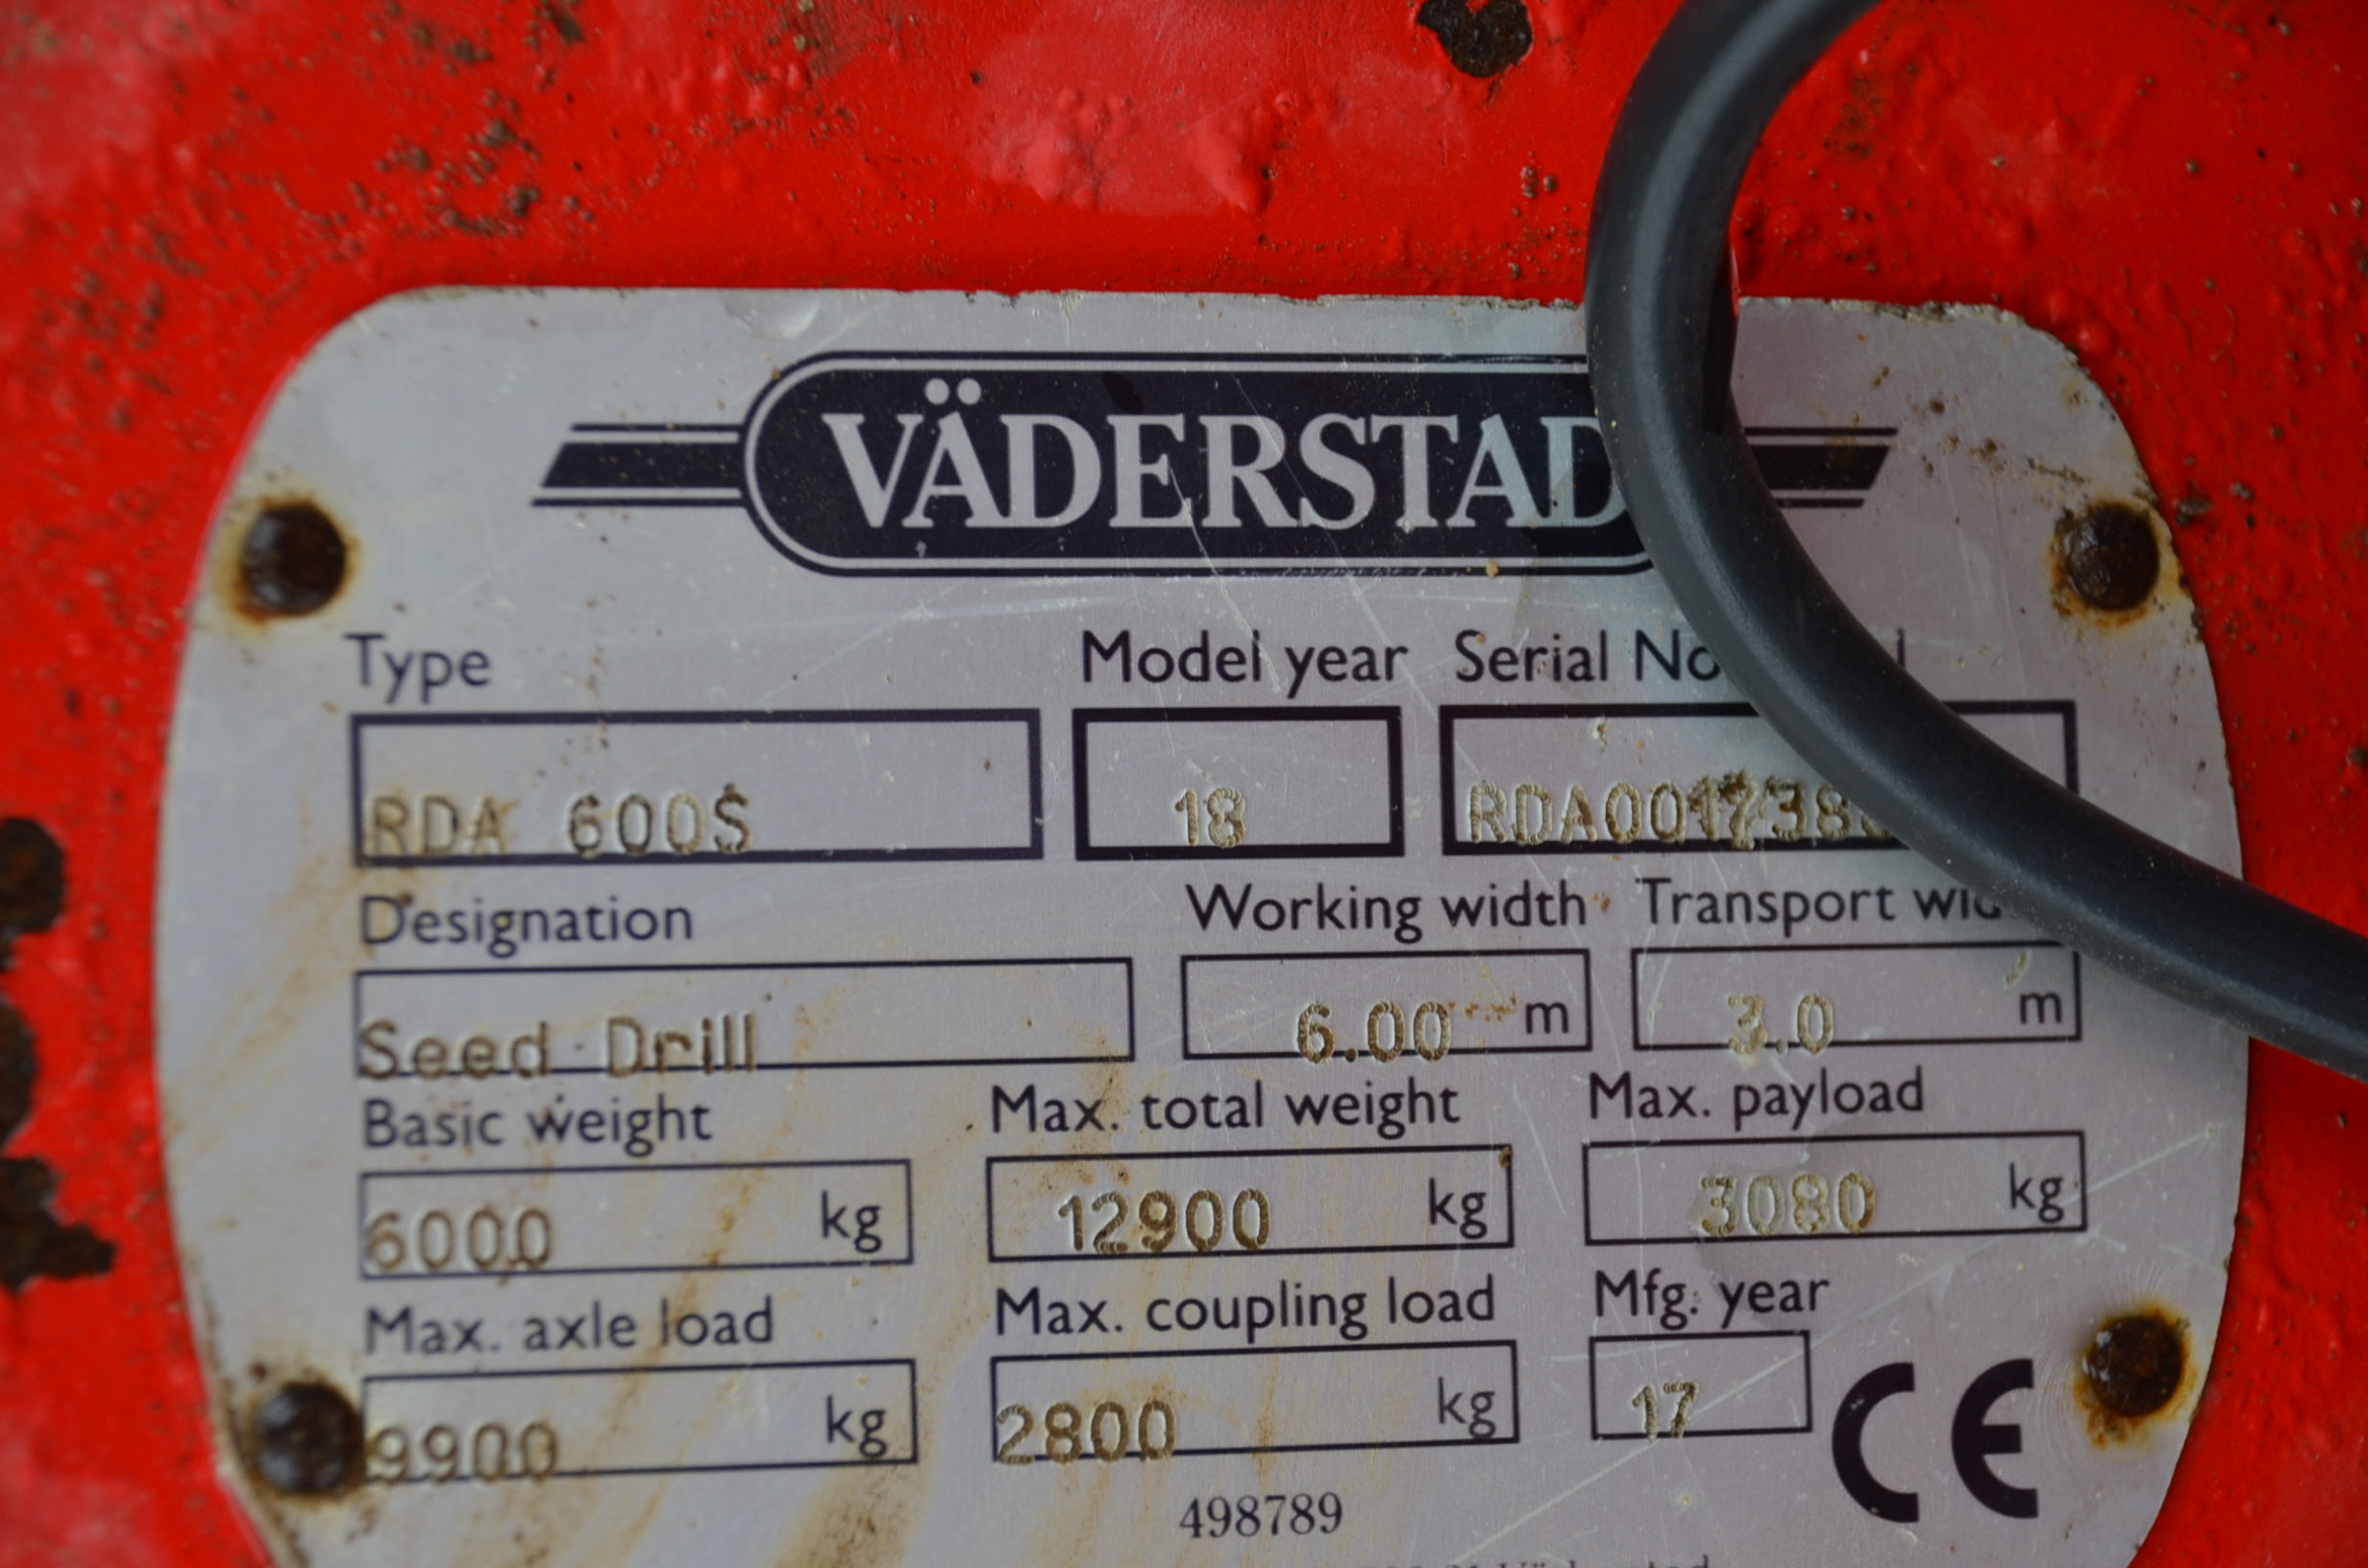 VÄDERSTAD
Type Model year Serial No
RDA 600S 18 RDA001738
Designation Working width Transport
Seed Drill 6.00 m 3.0 m
Basic weight Max. total weight Max. payload
6000 kg 12900 kg 3080 kg
Max. axle load Max. coupling load Mfg. year
9900 kg 2800 kg 17
CE
498789